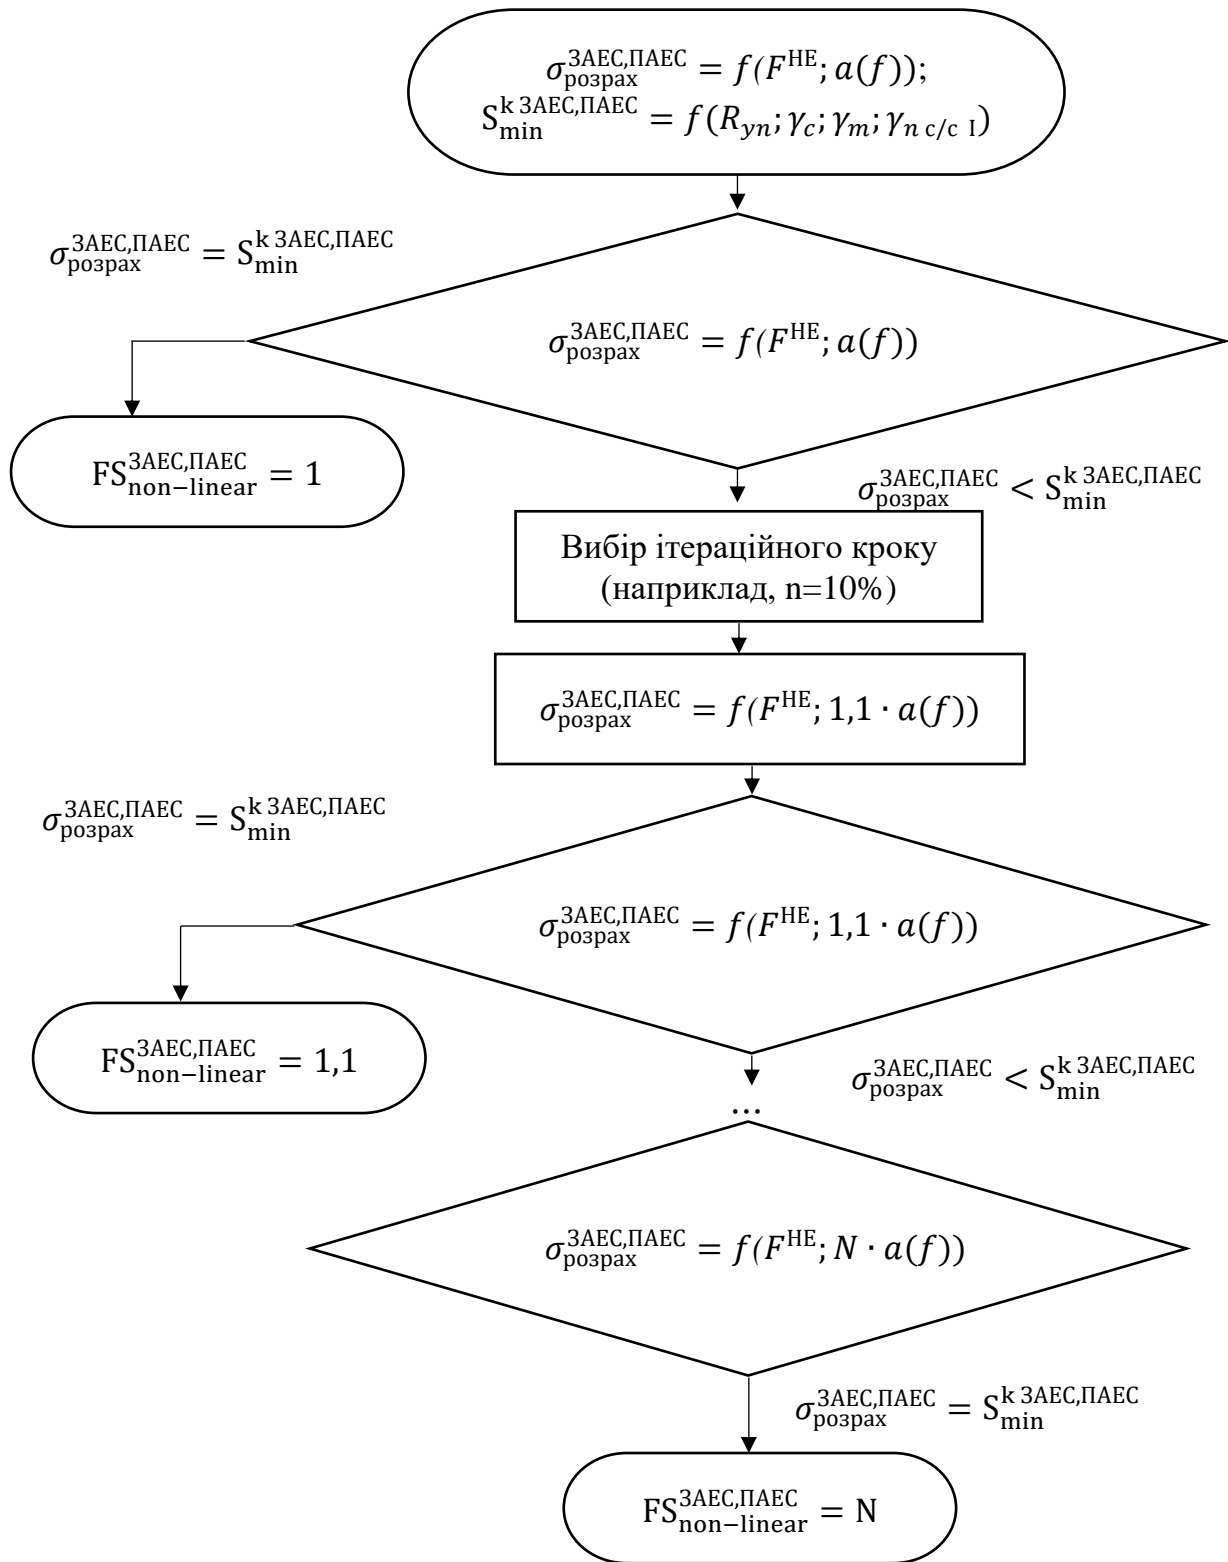 σ_розрах^ЗАЕС,ПАЕС = f(F^НЕ; a(f));
S_min^k ЗАЕС,ПАЕС = f(R_yn; γ_c; γ_m; γ_n c/c I)
σ_розрах^ЗАЕС,ПАЕС = S_min^k ЗАЕС,ПАЕС
σ_розрах^ЗАЕС,ПАЕС = f(F^НЕ; a(f))
FS_non−linear^ЗАЕС,ПАЕС = 1
σ_розрах^ЗАЕС,ПАЕС < S_min^k ЗАЕС,ПАЕС
Вибір ітераційного кроку
(наприклад, n=10%)
σ_розрах^ЗАЕС,ПАЕС = f(F^НЕ; 1,1 · a(f))
σ_розрах^ЗАЕС,ПАЕС = S_min^k ЗАЕС,ПАЕС
σ_розрах^ЗАЕС,ПАЕС = f(F^НЕ; 1,1 · a(f))
FS_non−linear^ЗАЕС,ПАЕС = 1,1
σ_розрах^ЗАЕС,ПАЕС < S_min^k ЗАЕС,ПАЕС
...
σ_розрах^ЗАЕС,ПАЕС = f(F^НЕ; N · a(f))
σ_розрах^ЗАЕС,ПАЕС = S_min^k ЗАЕС,ПАЕС
FS_non−linear^ЗАЕС,ПАЕС = N